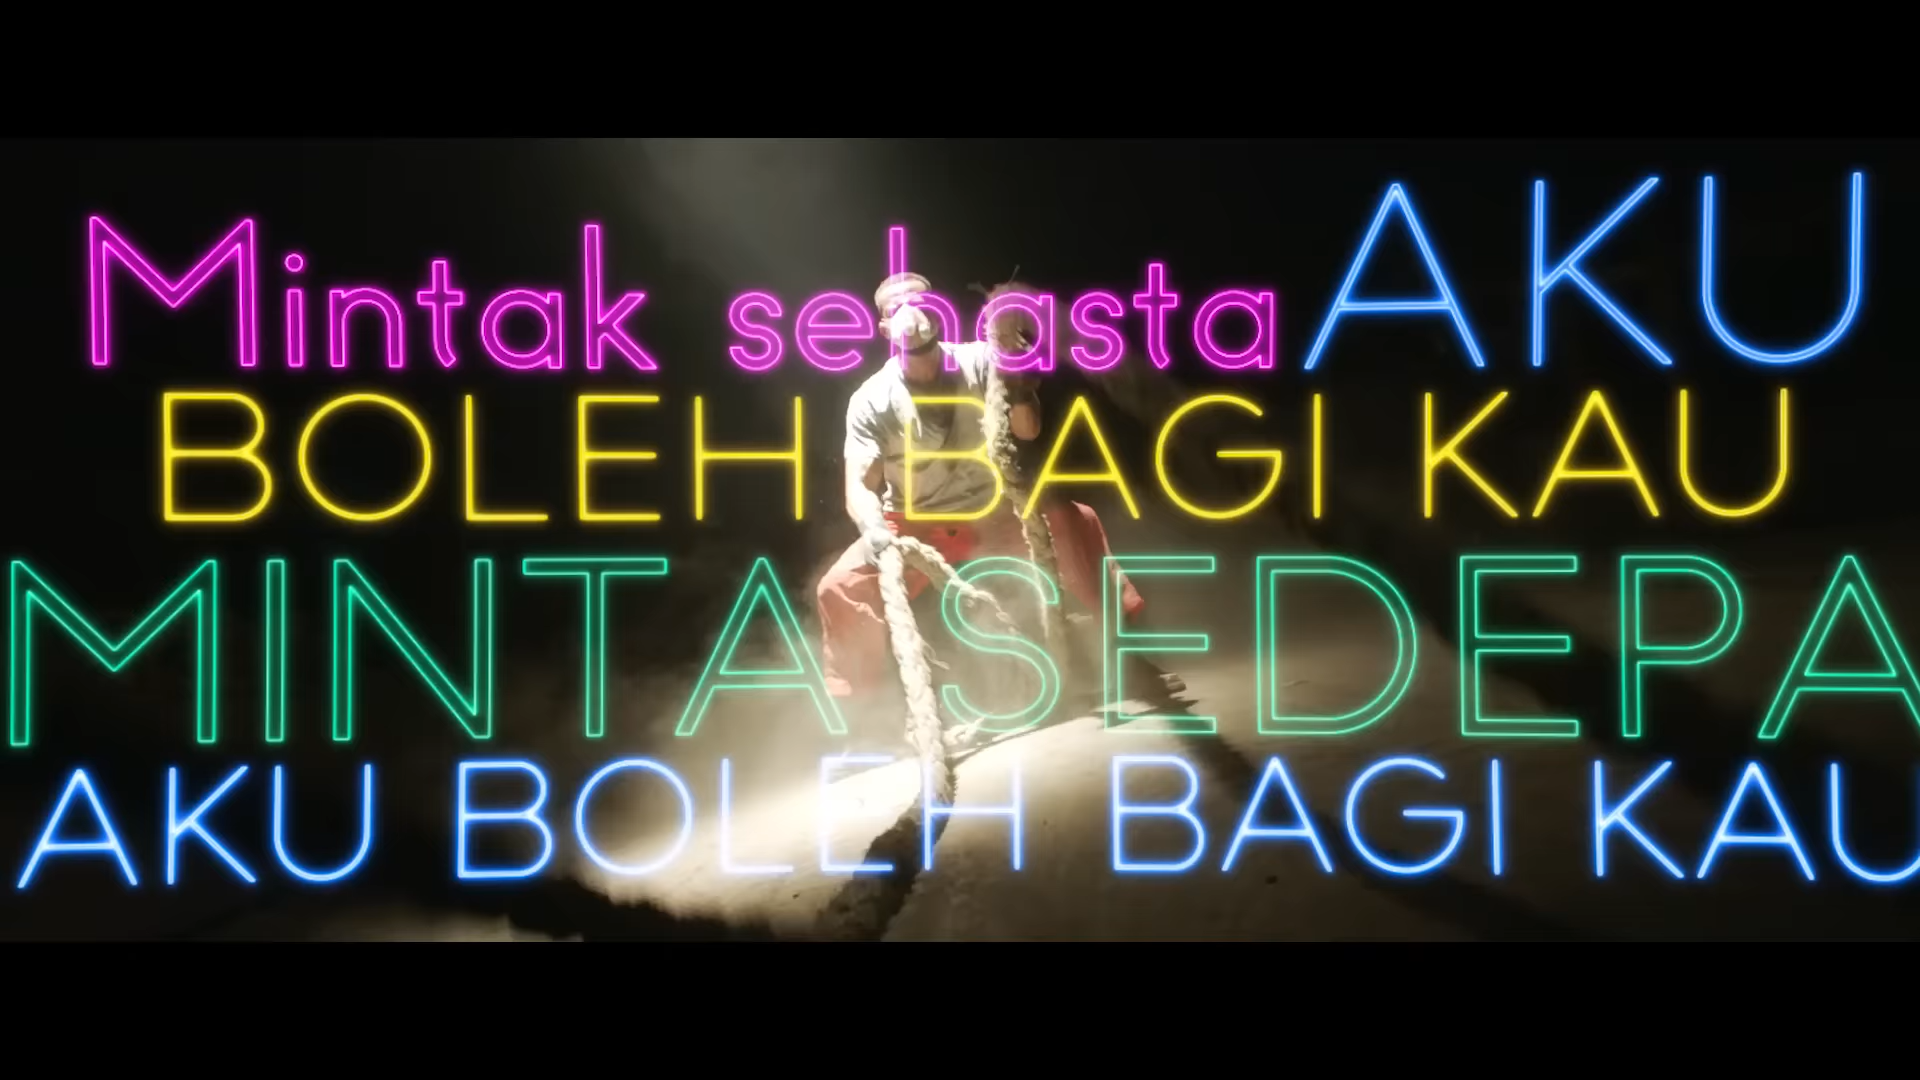 Mintak sehasta AKU
BOLEH BAGI KAU
MINTA SEDEPA
AKU BOLEH BAGI KAU